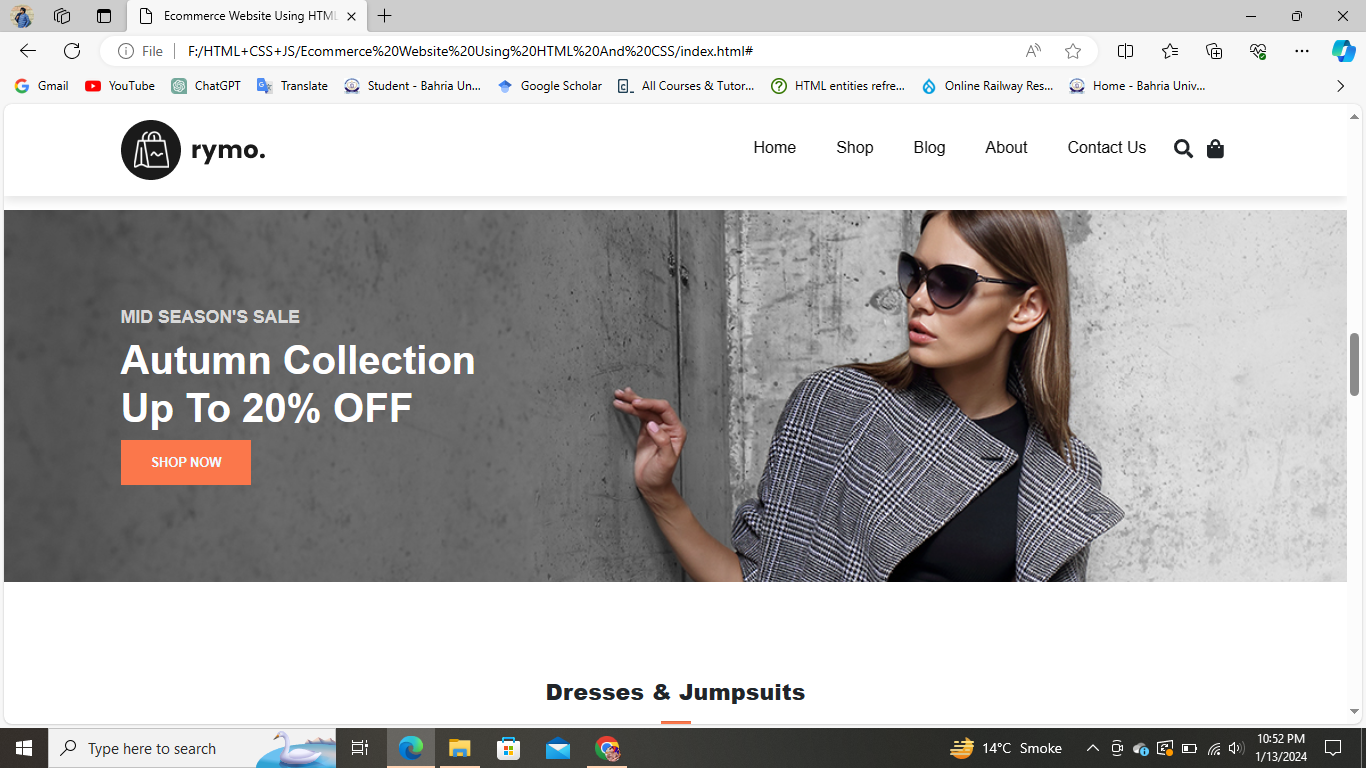 Ecommerce Website Using HTML
File
F:/HTML+CSS+JS/Ecommerce%20Website%20Using%20HTML%20And%20CSS/index.html#
Gmail
YouTube
ChatGPT
Translate
Student - Bahria Un...
Google Scholar
All Courses & Tutor...
HTML entities refre...
Online Railway Res...
Home - Bahria Univ...
rymo.
Home
Shop
Blog
About
Contact Us
MID SEASON'S SALE
Autumn Collection
Up To 20% OFF
SHOP NOW
Dresses & Jumpsuits
Type here to search
14°C Smoke
10:52 PM
1/13/2024